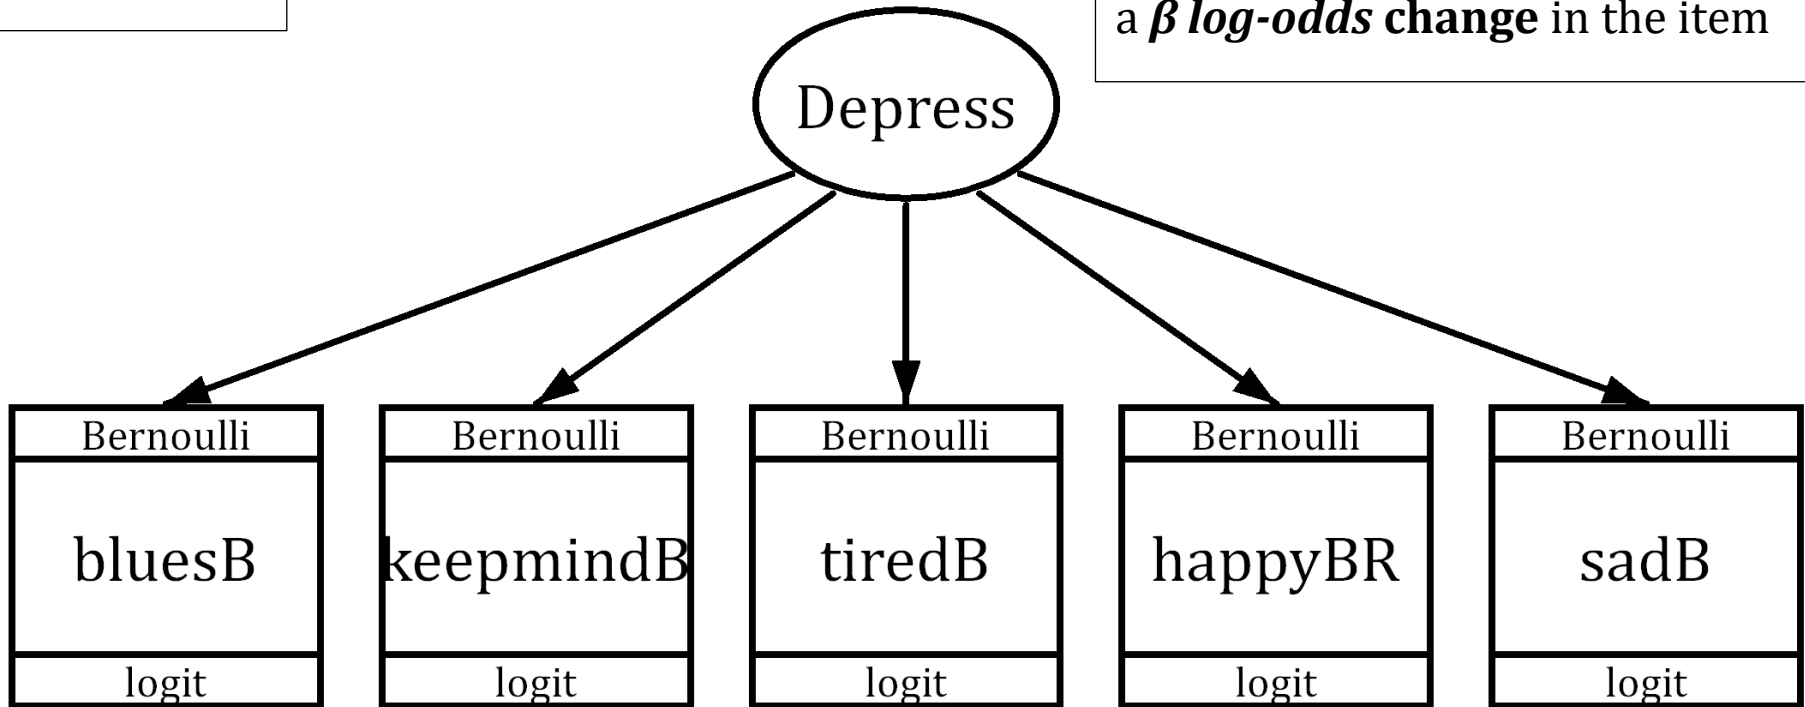 a β log-odds change in the item
Depress
Bernoulli Bernoulli Bernoulli Bernoulli Bernoulli
bluesB keepmindB tiredB happyBR sadB
logit logit logit logit logit